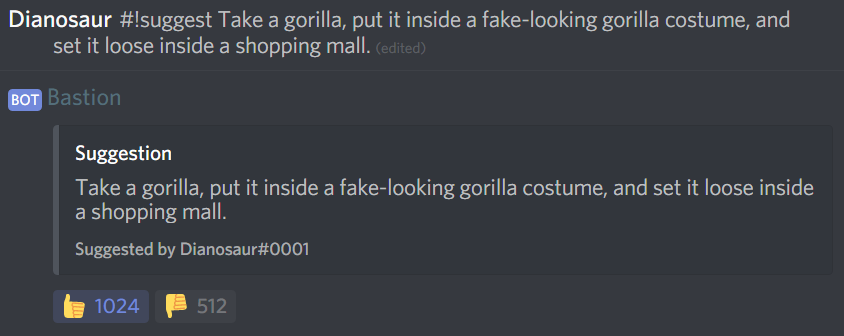 Dianosaur #!suggest Take a gorilla, put it inside a fake-looking gorilla costume, and
set it loose inside a shopping mall. (edited)
BOT Bastion
Suggestion
Take a gorilla, put it inside a fake-looking gorilla costume, and set it loose inside
a shopping mall.
Suggested by Dianosaur#0001
1024 512